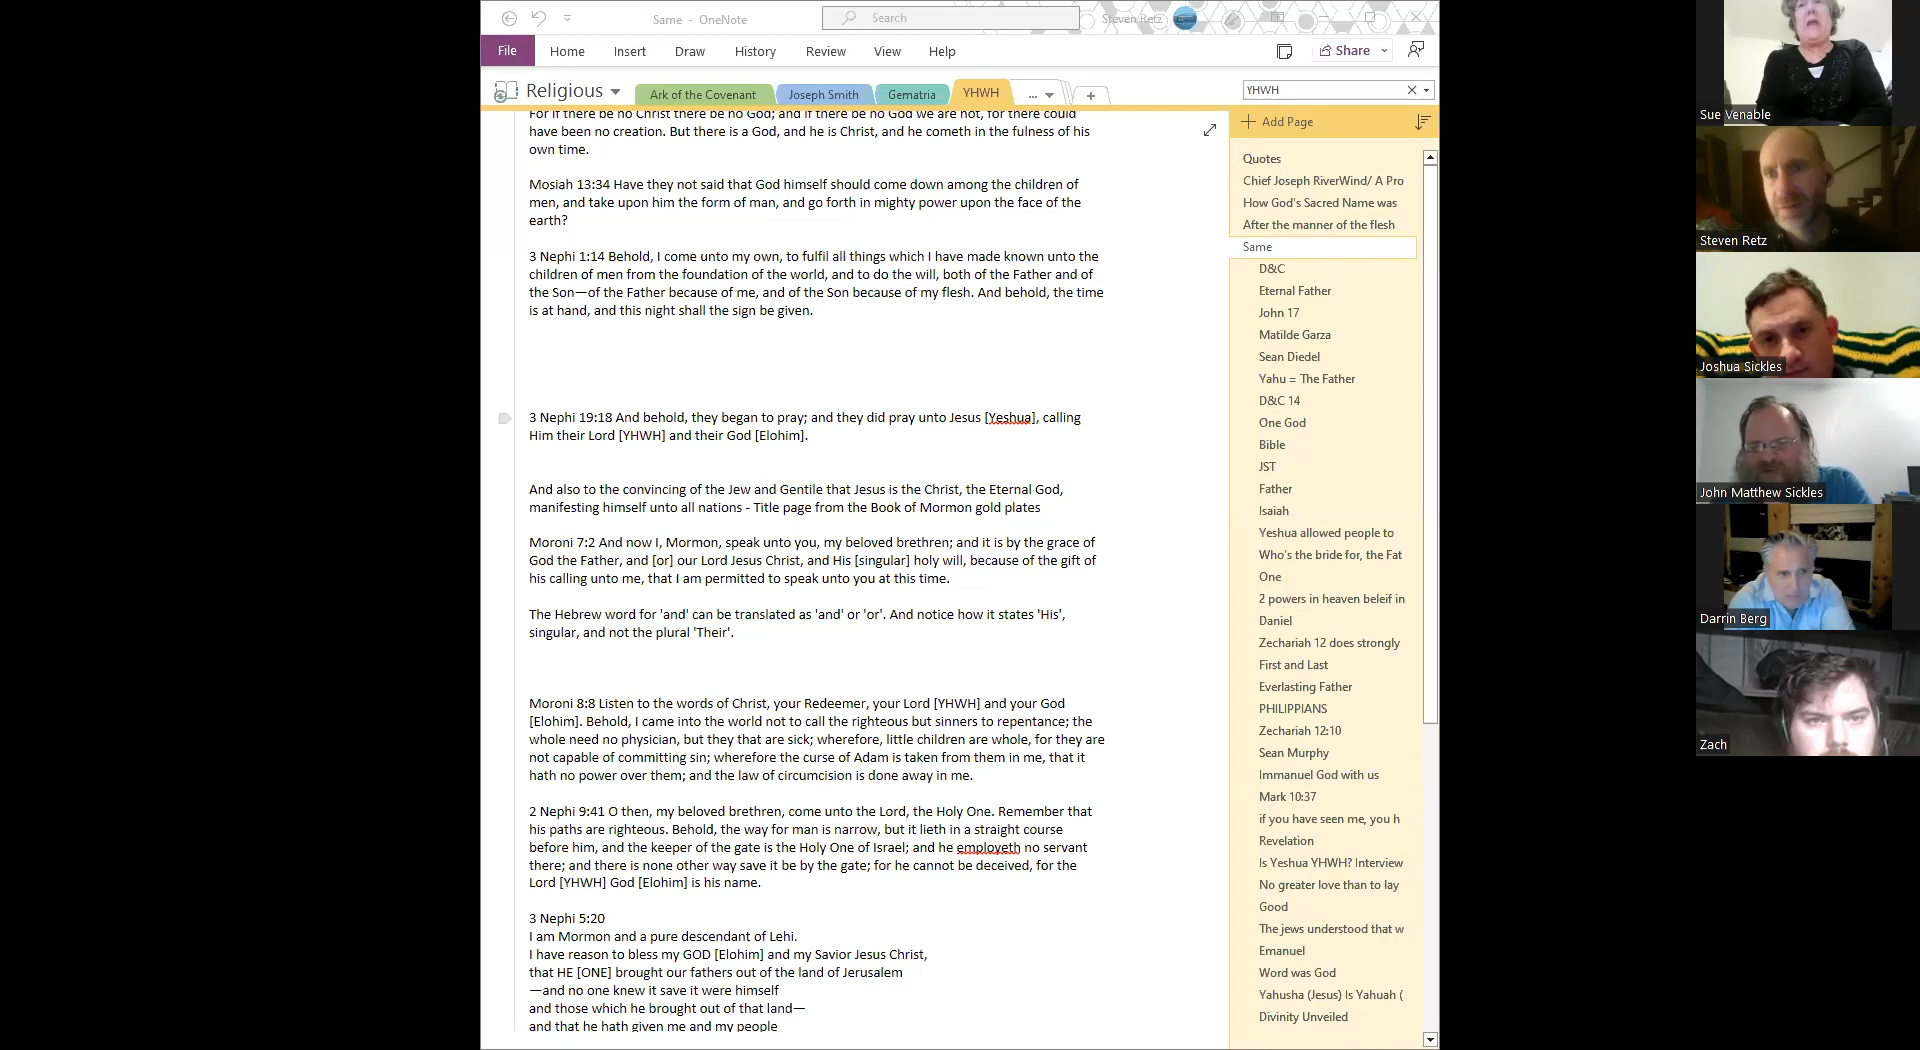 Same - OneNote
Search
Steven Retz
File
Home
Insert
Draw
History
Review
View
Help
Share
Religious
Ark of the Covenant
Joseph Smith
Gematria
YHWH
...
YHWH
For if there be no Christ there be no God; and if there be no God we are not, for there could
have been no creation. But there is a God, and he is Christ, and he cometh in the fulness of his
own time.
Mosiah 13:34 Have they not said that God himself should come down among the children of
men, and take upon him the form of man, and go forth in mighty power upon the face of the
earth?
3 Nephi 1:14 Behold, I come unto my own, to fulfil all things which I have made known unto the
children of men from the foundation of the world, and to do the will, both of the Father and of
the Son—of the Father because of me, and of the Son because of my flesh. And behold, the time
is at hand, and this night shall the sign be given.
3 Nephi 19:18 And behold, they began to pray; and they did pray unto Jesus [Yeshua], calling
Him their Lord [YHWH] and their God [Elohim].
And also to the convincing of the Jew and Gentile that Jesus is the Christ, the Eternal God,
manifesting himself unto all nations - Title page from the Book of Mormon gold plates
Moroni 7:2 And now I, Mormon, speak unto you, my beloved brethren; and it is by the grace of
God the Father, and [or] our Lord Jesus Christ, and His [singular] holy will, because of the gift of
his calling unto me, that I am permitted to speak unto you at this time.
The Hebrew word for 'and' can be translated as 'and' or 'or'. And notice how it states 'His',
singular, and not the plural 'Their'.
Moroni 8:8 Listen to the words of Christ, your Redeemer, your Lord [YHWH] and your God
[Elohim]. Behold, I came into the world not to call the righteous but sinners to repentance; the
whole need no physician, but they that are sick; wherefore, little children are whole, for they are
not capable of committing sin; wherefore the curse of Adam is taken from them in me, that it
hath no power over them; and the law of circumcision is done away in me.
2 Nephi 9:41 O then, my beloved brethren, come unto the Lord, the Holy One. Remember that
his paths are righteous. Behold, the way for man is narrow, but it lieth in a straight course
before him, and the keeper of the gate is the Holy One of Israel; and he employeth no servant
there; and there is none other way save it be by the gate; for he cannot be deceived, for the
Lord [YHWH] God [Elohim] is his name.
3 Nephi 5:20
I am Mormon and a pure descendant of Lehi.
I have reason to bless my GOD [Elohim] and my Savior Jesus Christ,
that HE [ONE] brought our fathers out of the land of Jerusalem
—and no one knew it save it were himself
and those which he brought out of that land—
and that he hath given me and my people
Add Page
Quotes
Chief Joseph RiverWind/ A Pro
How God's Sacred Name was
After the manner of the flesh
Same
D&C
Eternal Father
John 17
Matilde Garza
Sean Diedel
Yahu = The Father
D&C 14
One God
Bible
JST
Father
Isaiah
Yeshua allowed people to
Who's the bride for, the Fat
One
2 powers in heaven beleif in
Daniel
Zechariah 12 does strongly
First and Last
Everlasting Father
PHILIPPIANS
Zechariah 12:10
Sean Murphy
Immanuel God with us
Mark 10:37
if you have seen me, you h
Revelation
Is Yeshua YHWH? Interview
No greater love than to lay
Good
The jews understood that w
Emanuel
Word was God
Yahusha (Jesus) Is Yahuah (
Divinity Unveiled
Sue Venable
Steven Retz
Joshua Sickles
John Matthew Sickles
Darrin Berg
Zach